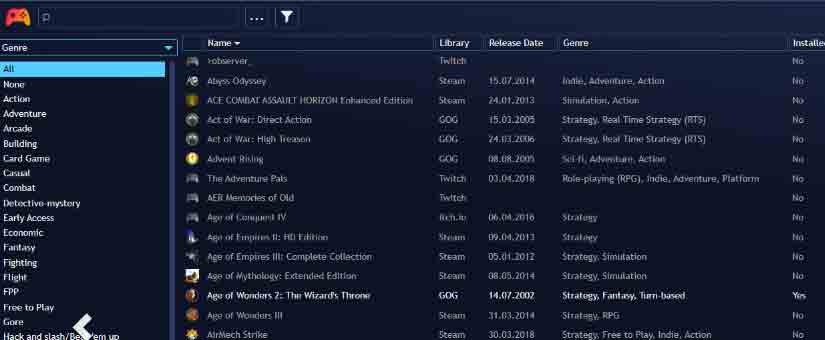 ...
Genre
All
None
Action
Adventure
Arcade
Building
Card Game
Casual
Combat
Detective-mystery
Early Access
Economic
Fantasy
Fighting
Flight
FPP
Free to Play
Gore
Hack and slash/Beat 'em up
Name Library Release Date Genre Installed
>observer_ Twitch No
Abyss Odyssey Steam 15.07.2014 Indie, Adventure, Action No
ACE COMBAT ASSAULT HORIZON Enhanced Edition Steam 24.01.2013 Simulation, Action No
Act of War: Direct Action GOG 15.03.2005 Strategy, Real Time Strategy (RTS) No
Act of War: High Treason GOG 24.03.2006 Strategy, Real Time Strategy (RTS) No
Advent Rising GOG 08.08.2005 Sci-fi, Adventure, Action No
The Adventure Pals Twitch 03.04.2018 Role-playing (RPG), Indie, Adventure, Platform No
AER Memories of Old Twitch No
Age of Conquest IV itch.io 06.04.2016 Strategy No
Age of Empires II: HD Edition Steam 09.04.2013 Strategy No
Age of Empires III: Complete Collection Steam 05.01.2012 Strategy, Simulation No
Age of Mythology: Extended Edition Steam 08.05.2014 Strategy, Simulation No
Age of Wonders 2: The Wizard's Throne GOG 14.07.2002 Strategy, Fantasy, Turn-based Yes
Age of Wonders III Steam 31.03.2014 Strategy, RPG No
AirMech Strike Steam 30.03.2018 Strategy, Free to Play, Indie, Action No